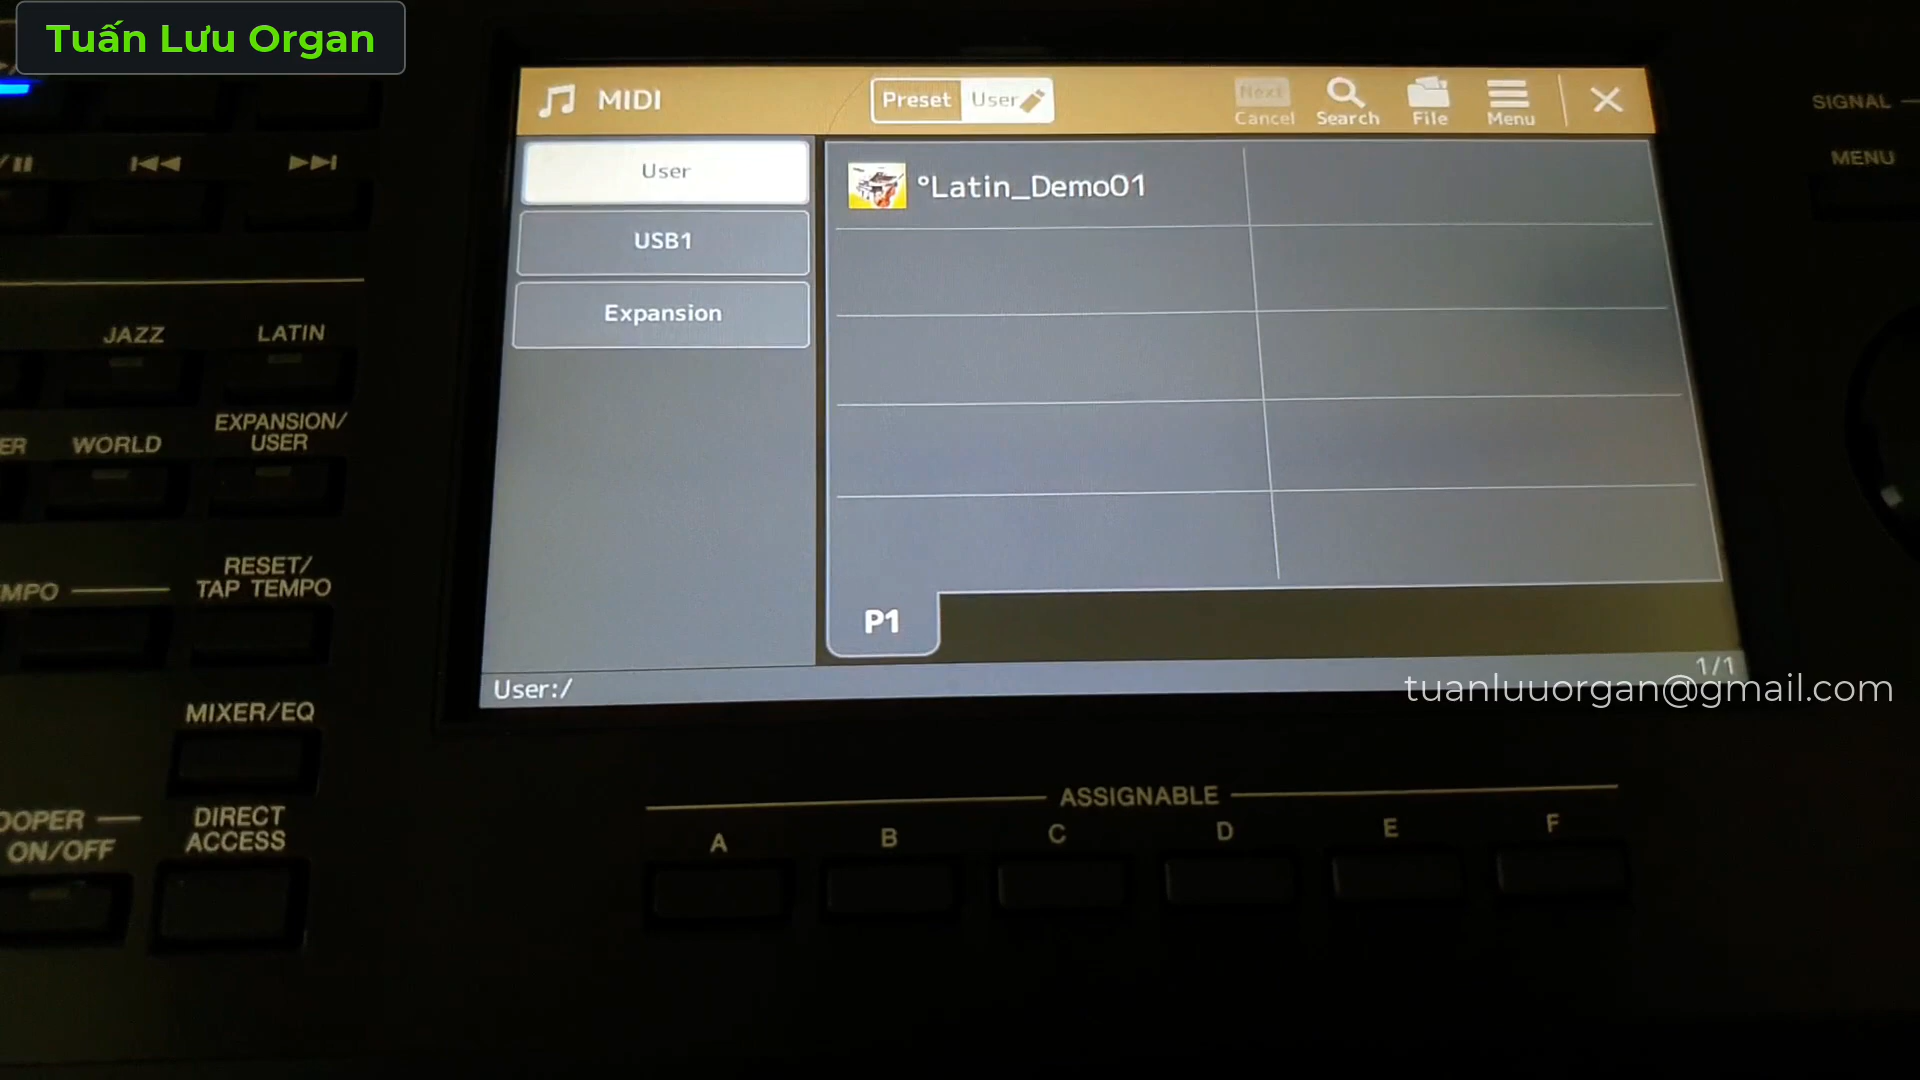 Tuấn Lưu Organ
MIDI
Preset
User
Next
Cancel
Search
File
Menu
SIGNAL
MENU
User
°Latin_Demo01
USB1
Expansion
JAZZ
LATIN
WORLD
EXPANSION/
USER
RESET/
TAP TEMPO
P1
1/1
User:/
tuanluuorgan@gmail.com
MIXER/EQ
DIRECT
ACCESS
ON/OFF
ASSIGNABLE
A
B
C
D
E
F